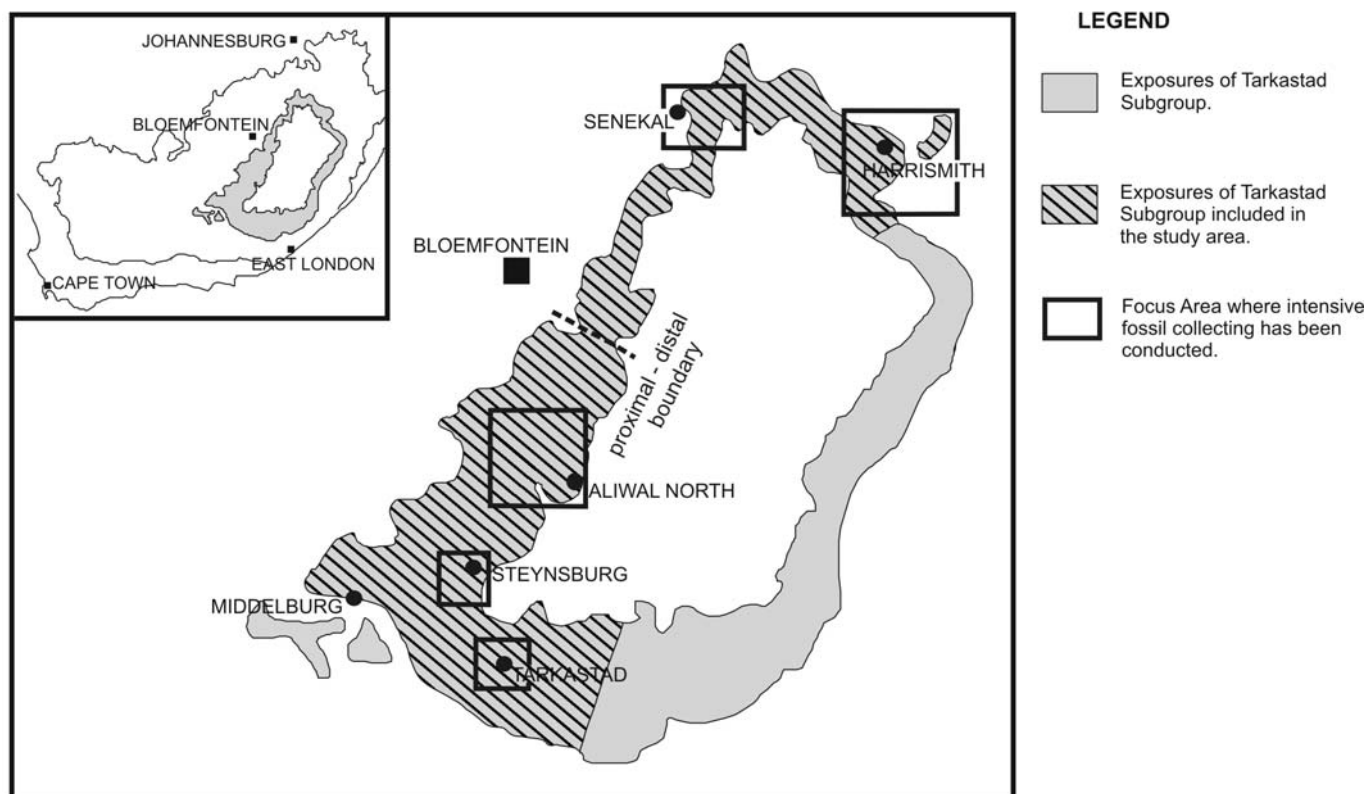 JOHANNESBURG
BLOEMFONTEIN
EAST LONDON
CAPE TOWN
SENEKAL
HARRISMITH
BLOEMFONTEIN
proximal - distal
boundary
ALIWAL NORTH
STEYNSBURG
MIDDELBURG
TARKASTAD
LEGEND
Exposures of Tarkastad
Subgroup.
Exposures of Tarkastad
Subgroup included in
the study area.
Focus Area where intensive
fossil collecting has been
conducted.